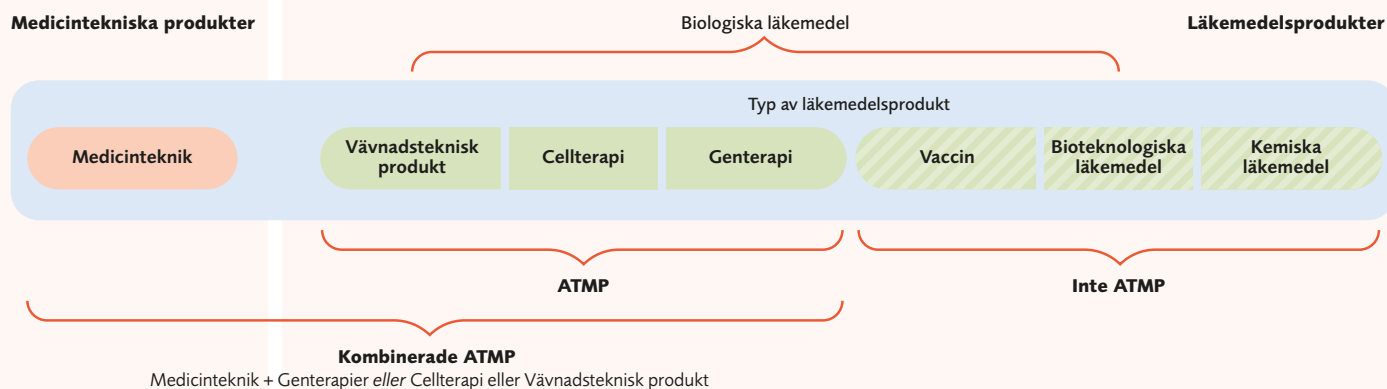 Medicintekniska produkter
Biologiska läkemedel
Läkemedelsprodukter
Typ av läkemedelsprodukt
Medicinteknik
Vävnadsteknisk
produkt
Cellterapi
Genterapi
Vaccin
Bioteknologiska
läkemedel
Kemiska
läkemedel
ATMP
Inte ATMP
Kombinerade ATMP
Medicinteknik + Genterapier eller Cellterapi eller Vävnadsteknisk produkt